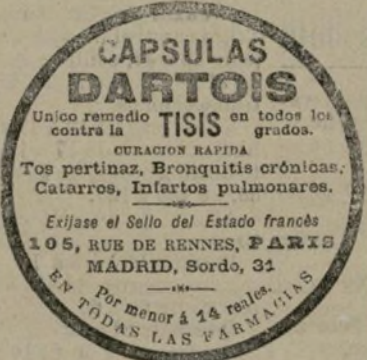 CAPSULAS
DARTOIS
Unico remedio contra la TISIS en todos los grados.
CURACION RAPIDA
Tos pertinaz, Bronquitis crónicas,
Catarros, Infartos pulmonares.
Exijase el Sello del Estado francès
105, RUE DE RENNES, PARIS
MADRID, Sordo, 31
Por menor á 14 reales.
EN TODAS LAS FARMACIAS